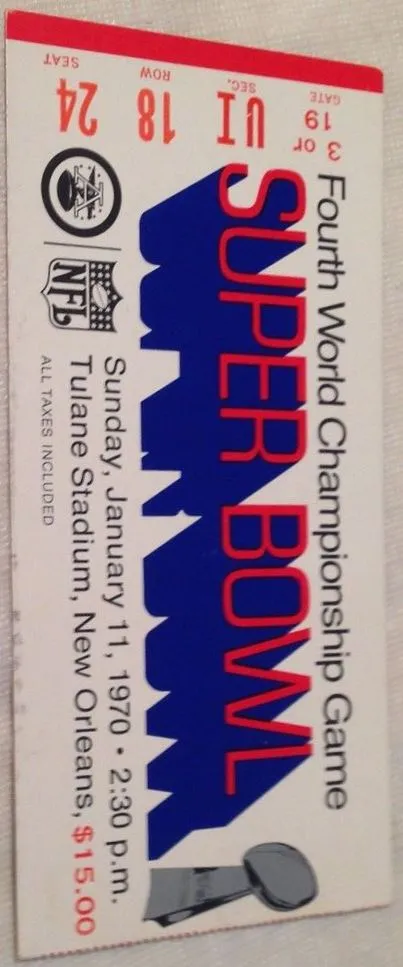 Fourth World Championship Game
SUPER BOWL
Sunday, January 11, 1970 • 2:30 p.m.
Tulane Stadium, New Orleans, $15.00
ALL TAXES INCLUDED
NFL
3 or 19
GATE
UI
SEC.
18
ROW
24
SEAT